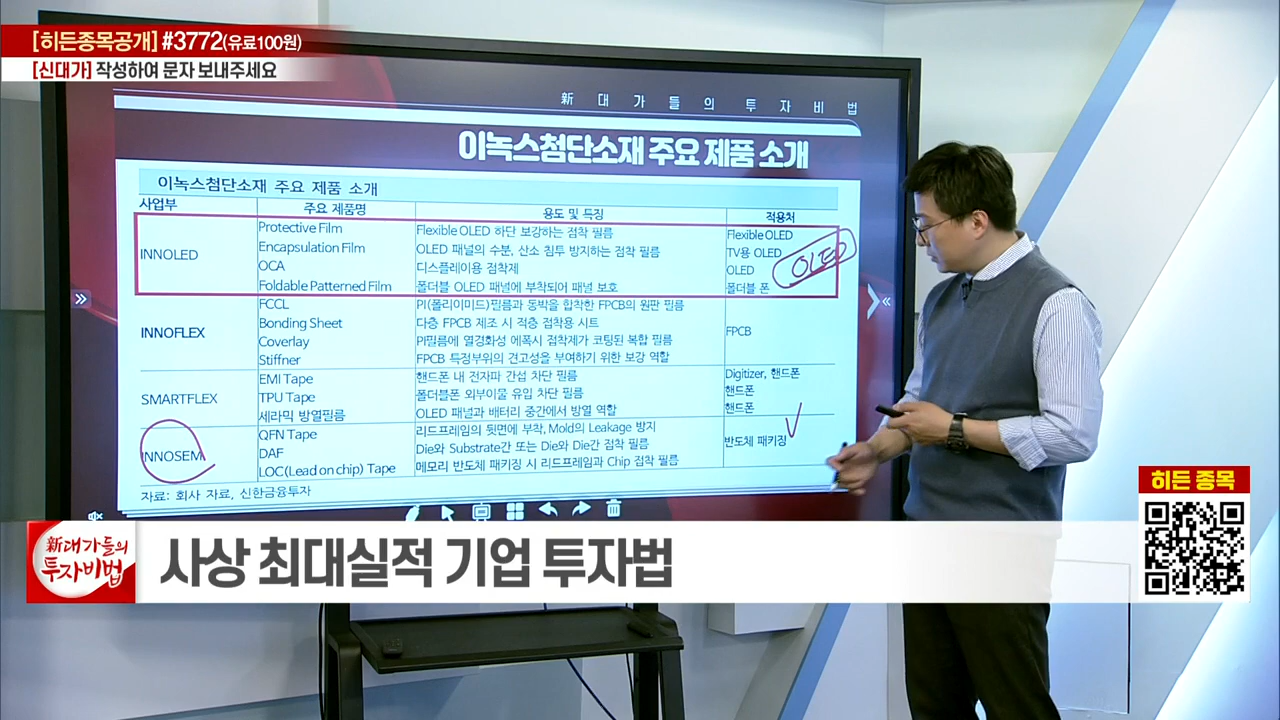 [히든종목공개] #3772(유료100원)
[신대가] 작성하여 문자 보내주세요
新 대 가 들 의 투 자 비 법
이녹스첨단소재 주요 제품 소개
이녹스첨단소재 주요 제품 소개
사업부 주요 제품명 용도 및 특징 적용처
INNOLED
Protective Film Flexible OLED 하단 보강하는 점착 필름 Flexible OLED
Encapsulation Film OLED 패널의 수분, 산소 침투 방지하는 점착 필름 TV용 OLED
OCA 디스플레이용 점착제 OLED
Foldable Patterned Film 폴더블 OLED 패널에 부착되어 패널 보호 폴더블 폰
OLED
INNOFLEX
FCCL PI(폴리이미드)필름과 동박을 합착한 FPCB의 원판 필름
Bonding Sheet 다층 FPCB 제조 시 적층 접착용 시트
Coverlay PI필름에 열경화성 에폭시 접착제가 코팅된 복합 필름
Stiffner FPCB 특정부위의 견고성을 부여하기 위한 보강 역할
FPCB
SMARTFLEX
EMI Tape 핸드폰 내 전자파 간섭 차단 필름 Digitizer, 핸드폰
TPU Tape 폴더블폰 외부이물 유입 차단 필름 핸드폰
세라믹 방열필름 OLED 패널과 배터리 중간에서 방열 역할 핸드폰
INNOSEM
QFN Tape 리드프레임의 뒷면에 부착, Mold의 Leakage 방지
DAF Die와 Substrate간 또는 Die와 Die간 접착 필름
LOC(Lead on chip) Tape 메모리 반도체 패키징 시 리드프레임과 Chip 접착 필름
반도체 패키징
자료: 회사 자료, 신한금융투자
히든 종목
新대가들의
투자비법
사상 최대실적 기업 투자법